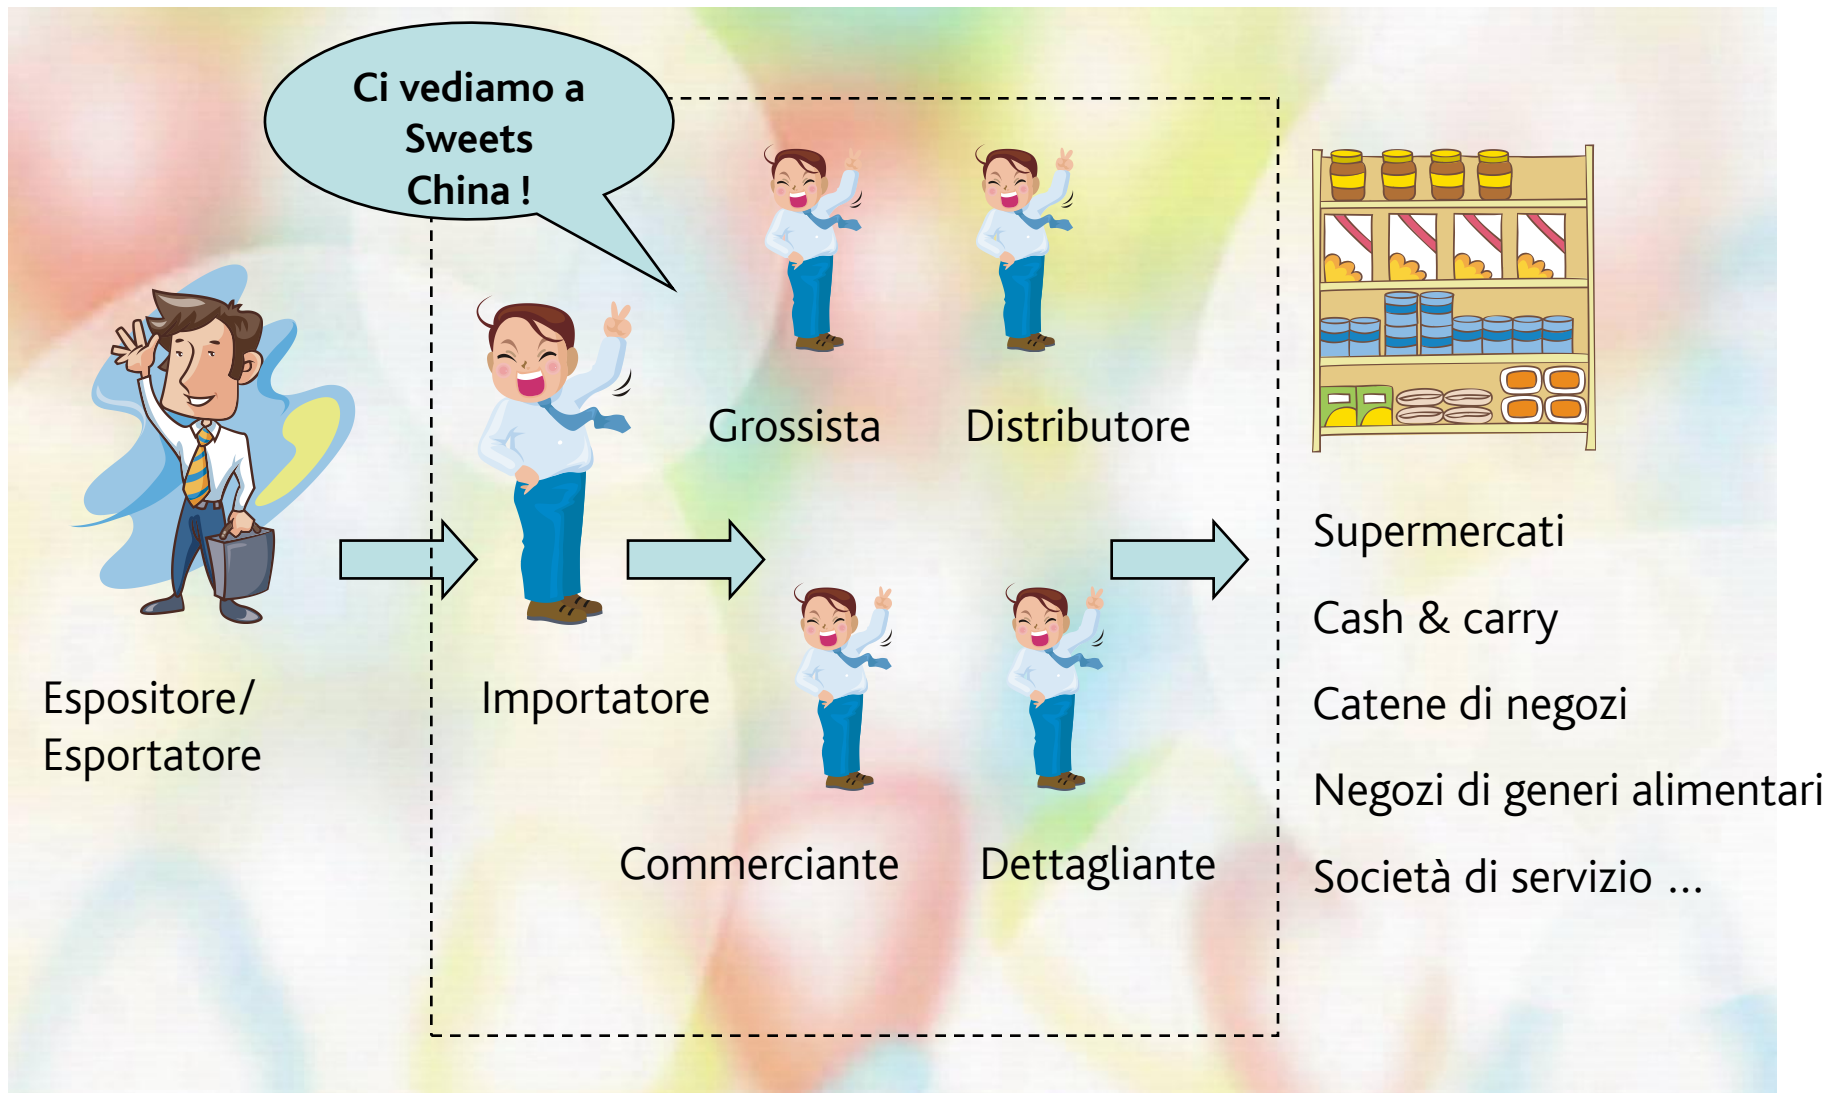 Ci vediamo a
Sweets
China !
Grossista
Distributore
Espositore/
Esportatore
Importatore
Commerciante
Dettagliante
Supermercati
Cash & carry
Catene di negozi
Negozi di generi alimentari
Società di servizio ...